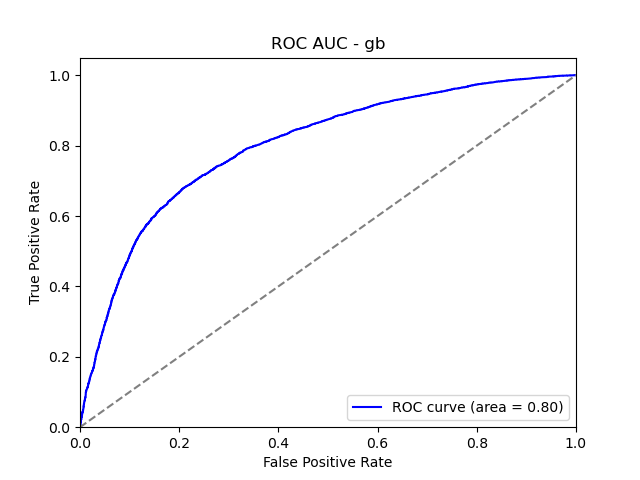 ROC AUC - gb
1.0
0.8
0.6
0.4
0.2
0.0
True Positive Rate
ROC curve (area = 0.80)
0.0 0.2 0.4 0.6 0.8 1.0
False Positive Rate